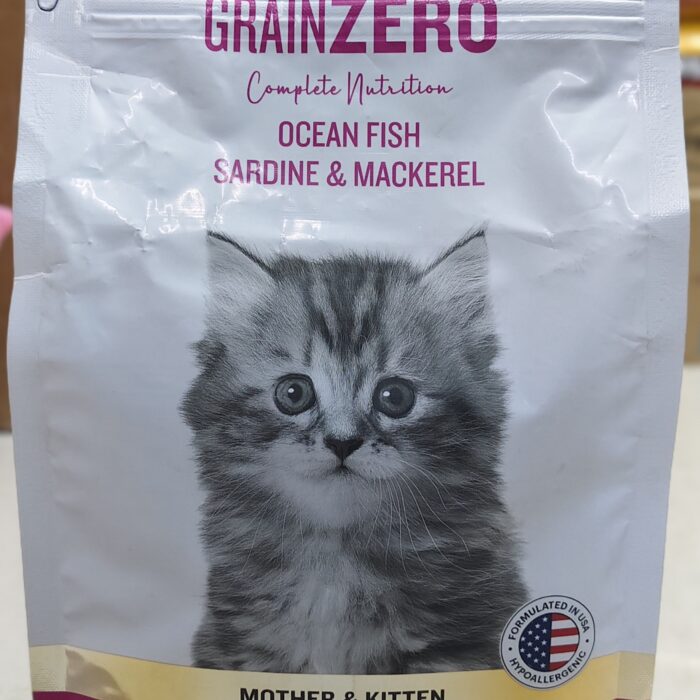 GRAINZERO
Complete Nutrition
OCEAN FISH
SARDINE & MACKEREL
FORMULATED IN USA
HYPOALLERGENIC
MOTHER & KITTEN